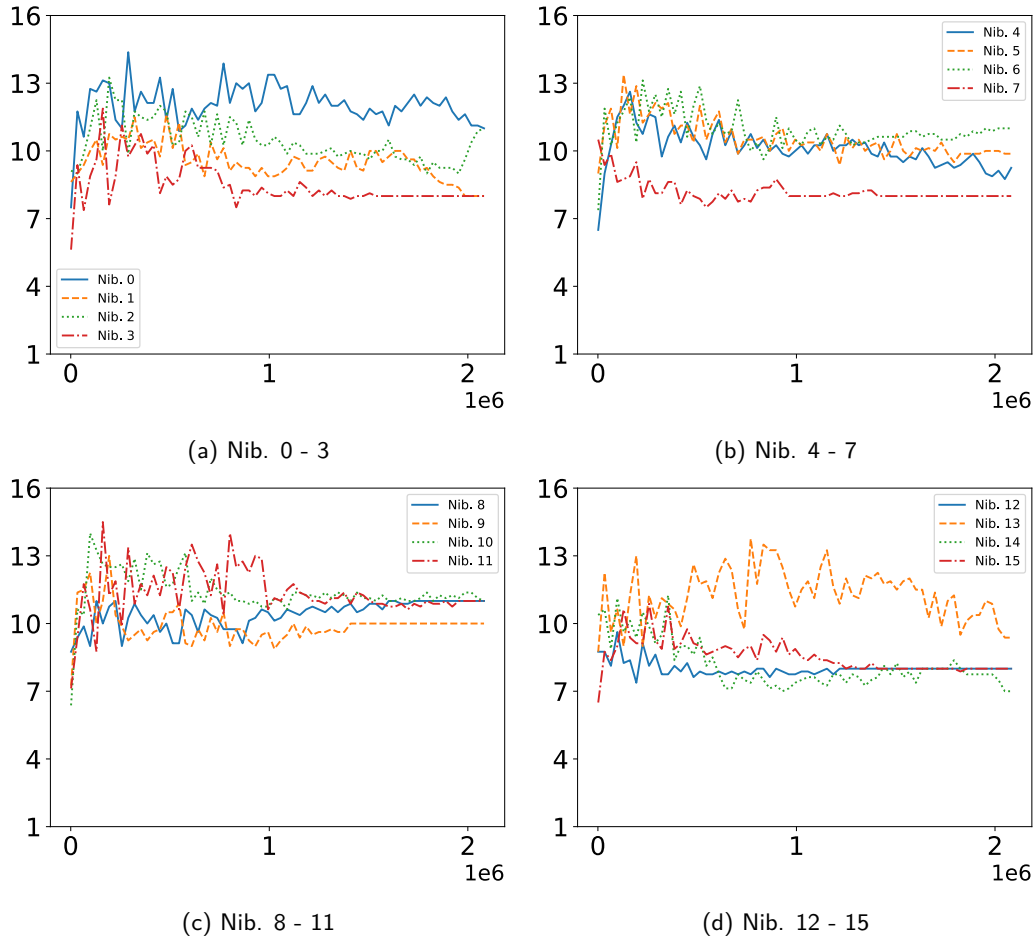 16
13
10
7
4
1
Nib. 0
Nib. 1
Nib. 2
Nib. 3
0 1 2
1e6
(a) Nib. 0 - 3
16
13
10
7
4
1
Nib. 4
Nib. 5
Nib. 6
Nib. 7
0 1 2
1e6
(b) Nib. 4 - 7
16
13
10
7
4
1
Nib. 8
Nib. 9
Nib. 10
Nib. 11
0 1 2
1e6
(c) Nib. 8 - 11
16
13
10
7
4
1
Nib. 12
Nib. 13
Nib. 14
Nib. 15
0 1 2
1e6
(d) Nib. 12 - 15